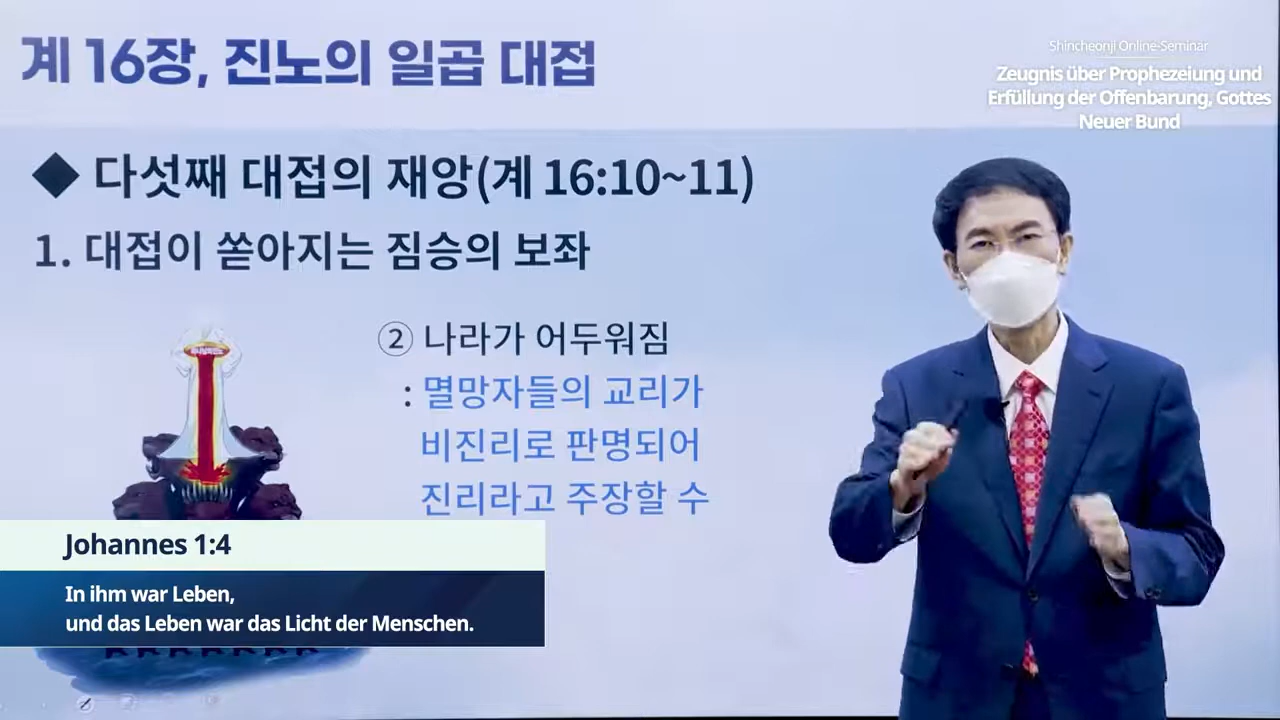 계 16장, 진노의 일곱 대접
Shincheonji Online-Seminar
Zeugnis über Prophezeiung und
Erfüllung der Offenbarung, Gottes
Neuer Bund
◆ 다섯째 대접의 재앙(계 16:10~11)
1. 대접이 쏟아지는 짐승의 보좌
② 나라가 어두워짐
: 멸망자들의 교리가
비진리로 판명되어
진리라고 주장할 수
Johannes 1:4
In ihm war Leben,
und das Leben war das Licht der Menschen.